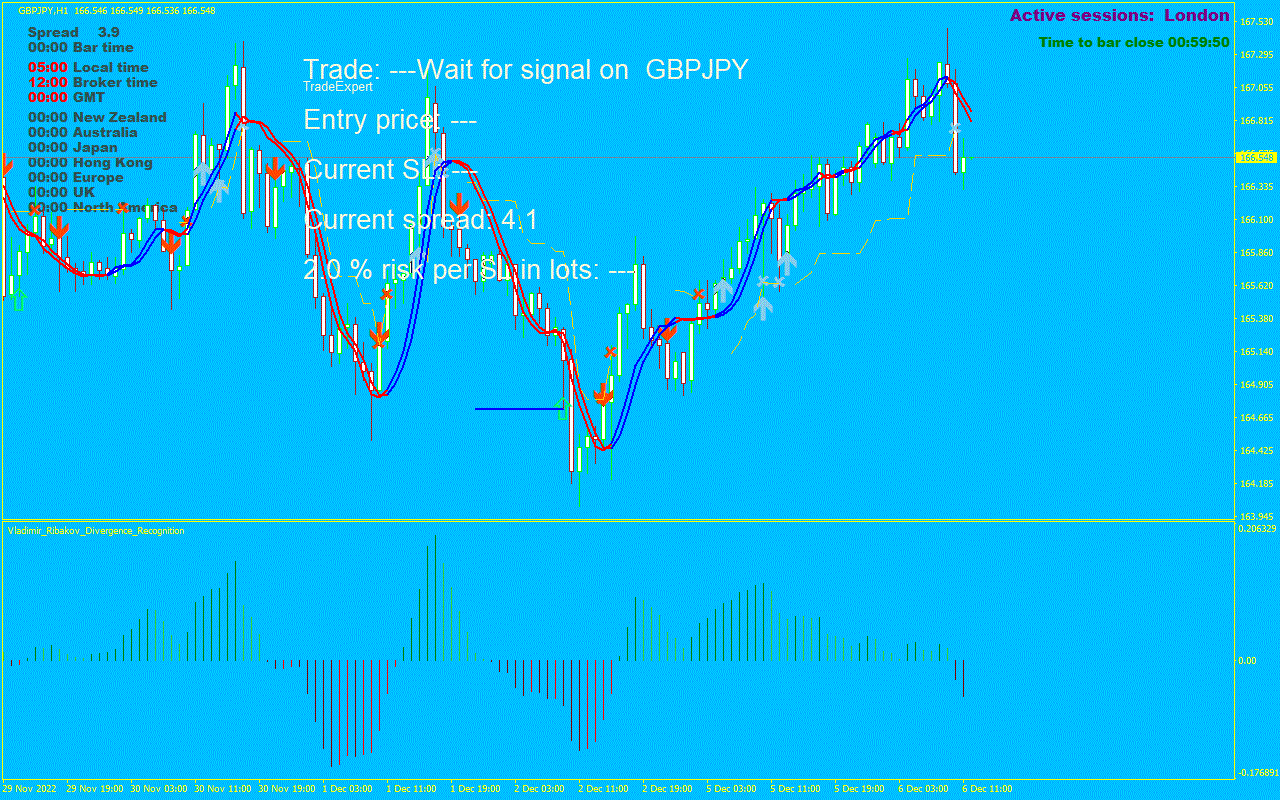 GBPJPY,H1 166.546 166.549 166.536 166.548
Active sessions: London
Time to bar close 00:59:50
Spread 3.9
00:00 Bar time
05:00 Local time
12:00 Broker time
00:00 GMT
00:00 New Zealand
00:00 Australia
00:00 Japan
00:00 Hong Kong
00:00 Europe
00:00 UK
00:00 North America
Trade: ---Wait for signal on GBPJPY
TradeExpert
Entry price: ---
Current SL: ---
Current spread: 4.1
2.0 % risk per SL in lots: ---
167.530
167.295
167.055
166.815
166.548
166.335
166.100
165.860
165.620
165.380
165.140
164.905
164.665
164.425
164.185
163.945
Vladimir_Ribakov_Divergence_Recognition
0.206329
0.00
-0.176891
29 Nov 2022
29 Nov 19:00
30 Nov 03:00
30 Nov 11:00
30 Nov 19:00
1 Dec 03:00
1 Dec 11:00
1 Dec 19:00
2 Dec 03:00
2 Dec 11:00
2 Dec 19:00
5 Dec 03:00
5 Dec 11:00
5 Dec 19:00
6 Dec 03:00
6 Dec 11:00